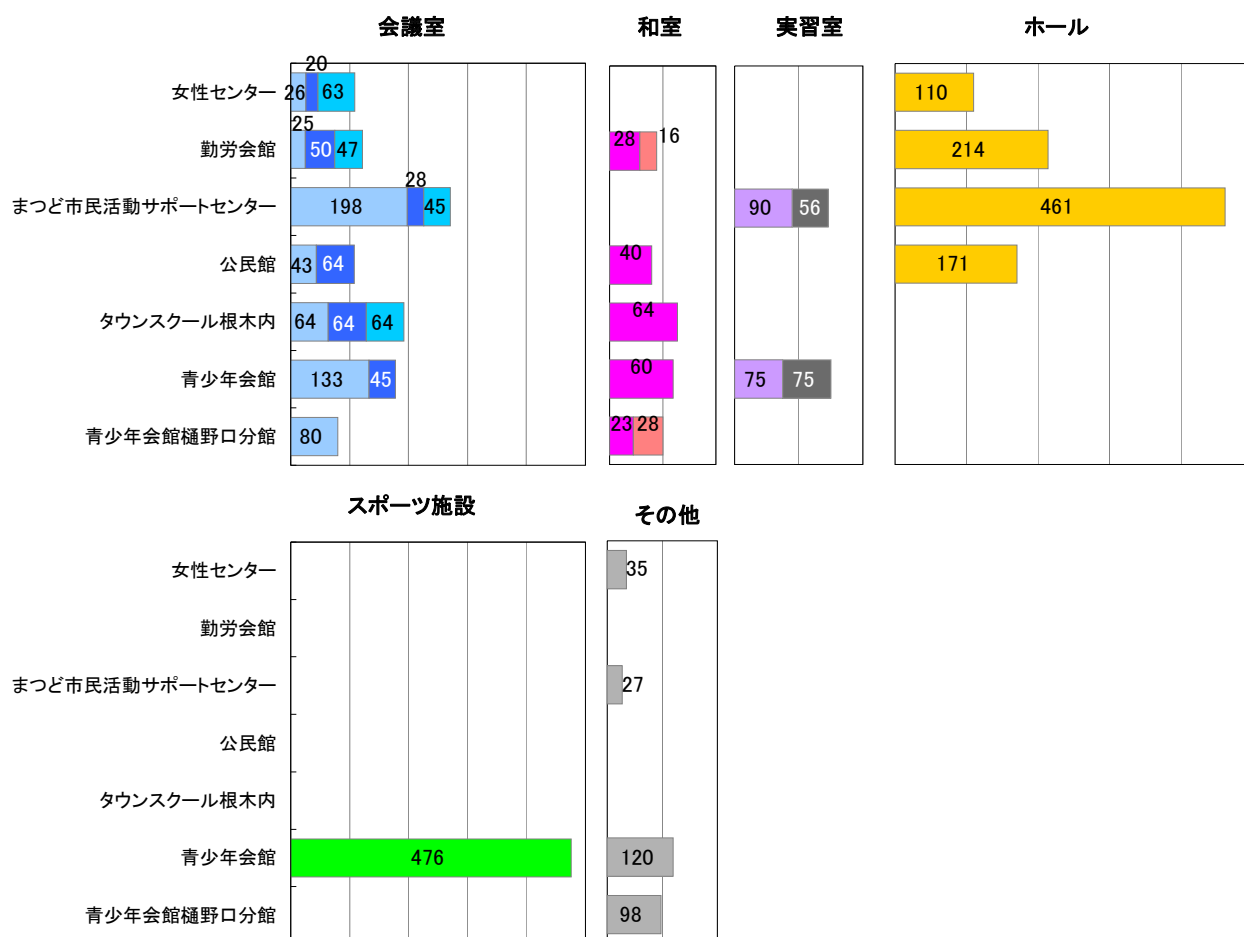 会議室 和室 実習室 ホール
20
女性センター 26 63 110
25
勤労会館 50 47 28 16 214
28
まつど市民活動サポートセンター 198 45 90 56 461
公民館 43 64 40 171
タウンスクール根木内 64 64 64 64
青少年会館 133 45 60 75 75
青少年会館樋野口分館 80 23 28
スポーツ施設 その他
女性センター 35
勤労会館
まつど市民活動サポートセンター 27
公民館
タウンスクール根木内
青少年会館 476 120
青少年会館樋野口分館 98